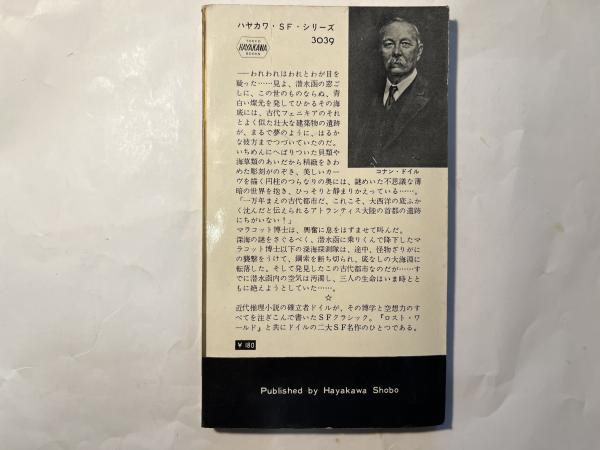 ハヤカワ・SF・シリーズ
TOKYO
HAYAKAWA
BOOKS
3039
──われわれはわれとわが目を
疑った……見よ、潜水函の窓ご
しに、この世のものならぬ、青
白い燦光を発してひかるその海
底には、古代フェニキアのそれ
とよく似た壮大な建築物の遺跡
が、まるで夢のように、はるか
な彼方までつづいていたのだ。
いちめんにへばりついた貝類や
海草類のあいだから精緻をきわ
めた彫刻がのぞき、美しいカー
コナン・ドイル
ヴを描く円柱のつらなりの奥には、謎めいた不思議な薄
暗の世界を抱き、ひっそりと静まりかえっている……。
「一万年まえの古代都市だ、これこそ、大西洋の底ふか
く沈んだと伝えられるアトランティス大陸の首都の遺跡
にちがいない！」
マラコット博士は、興奮に息をはずませて叫んだ。
深海の謎をさぐるべく、潜水函に乗りくんで降下したマ
ラコット博士以下の深海探測隊は、途中、怪物ざりがに
の襲撃をうけて、鋼索を断ち切られ、底なしの大海淵に
転落した。そして発見したこの古代都市なのだが……す
でに潜水函内の空気は汚濁し、三人の生命はいま時とと
もに絶えようとしていた……。
☆
近代推理小説の確立者ドイルが、その博学と空想力のす
べてを注ぎこんで書いたSFクラシック。『ロスト・ワ
ールド』と共にドイルの二大SF名作のひとつである。
¥ 180
Published by Hayakawa Shobo